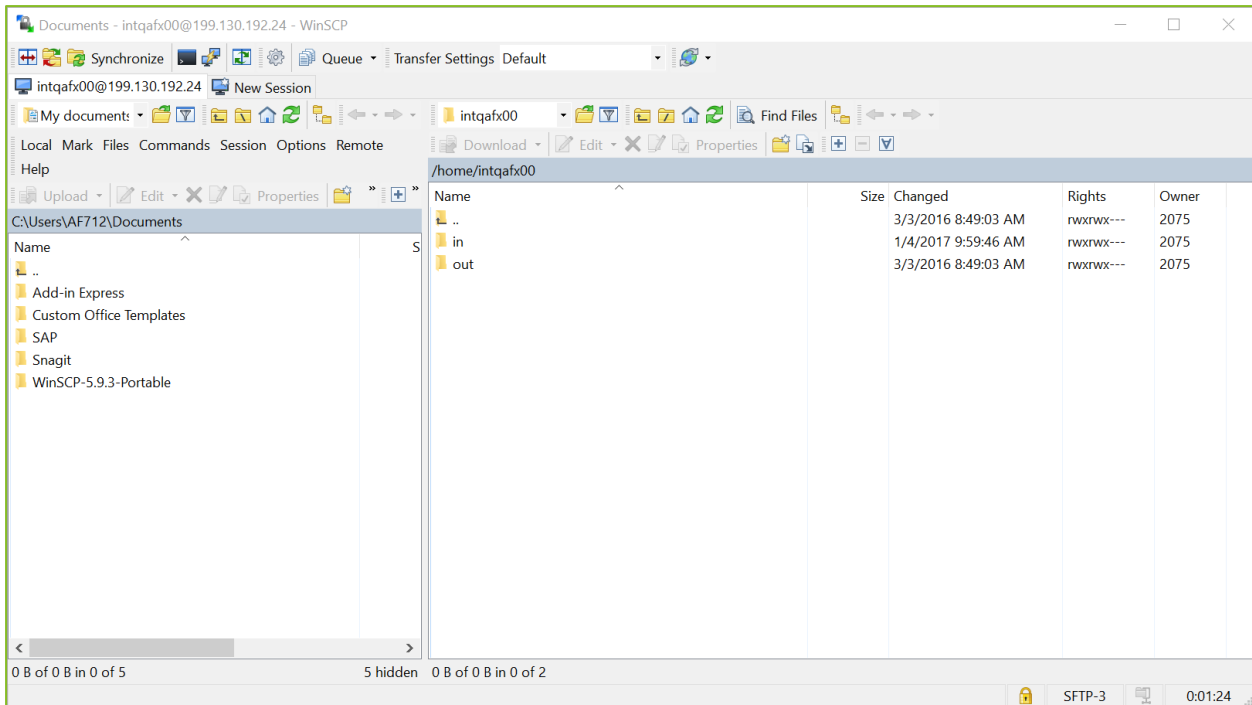 Documents - intqafx00@199.130.192.24 - WinSCP
Synchronize Queue Transfer Settings Default
intqafx00@199.130.192.24 New Session
My documents
Local Mark Files Commands Session Options Remote
Help
Upload Edit Properties »  »
C:\Users\AF712\Documents
Name S
..
Add-in Express
Custom Office Templates
SAP
Snagit
WinSCP-5.9.3-Portable
0 B of 0 B in 0 of 5 5 hidden
intqafx00 Find Files
Download Edit Properties
/home/intqafx00
Name Size Changed Rights Owner
.. 3/3/2016 8:49:03 AM rwxrwx--- 2075
in 1/4/2017 9:59:46 AM rwxrwx--- 2075
out 3/3/2016 8:49:03 AM rwxrwx--- 2075
0 B of 0 B in 0 of 2
SFTP-3 0:01:24